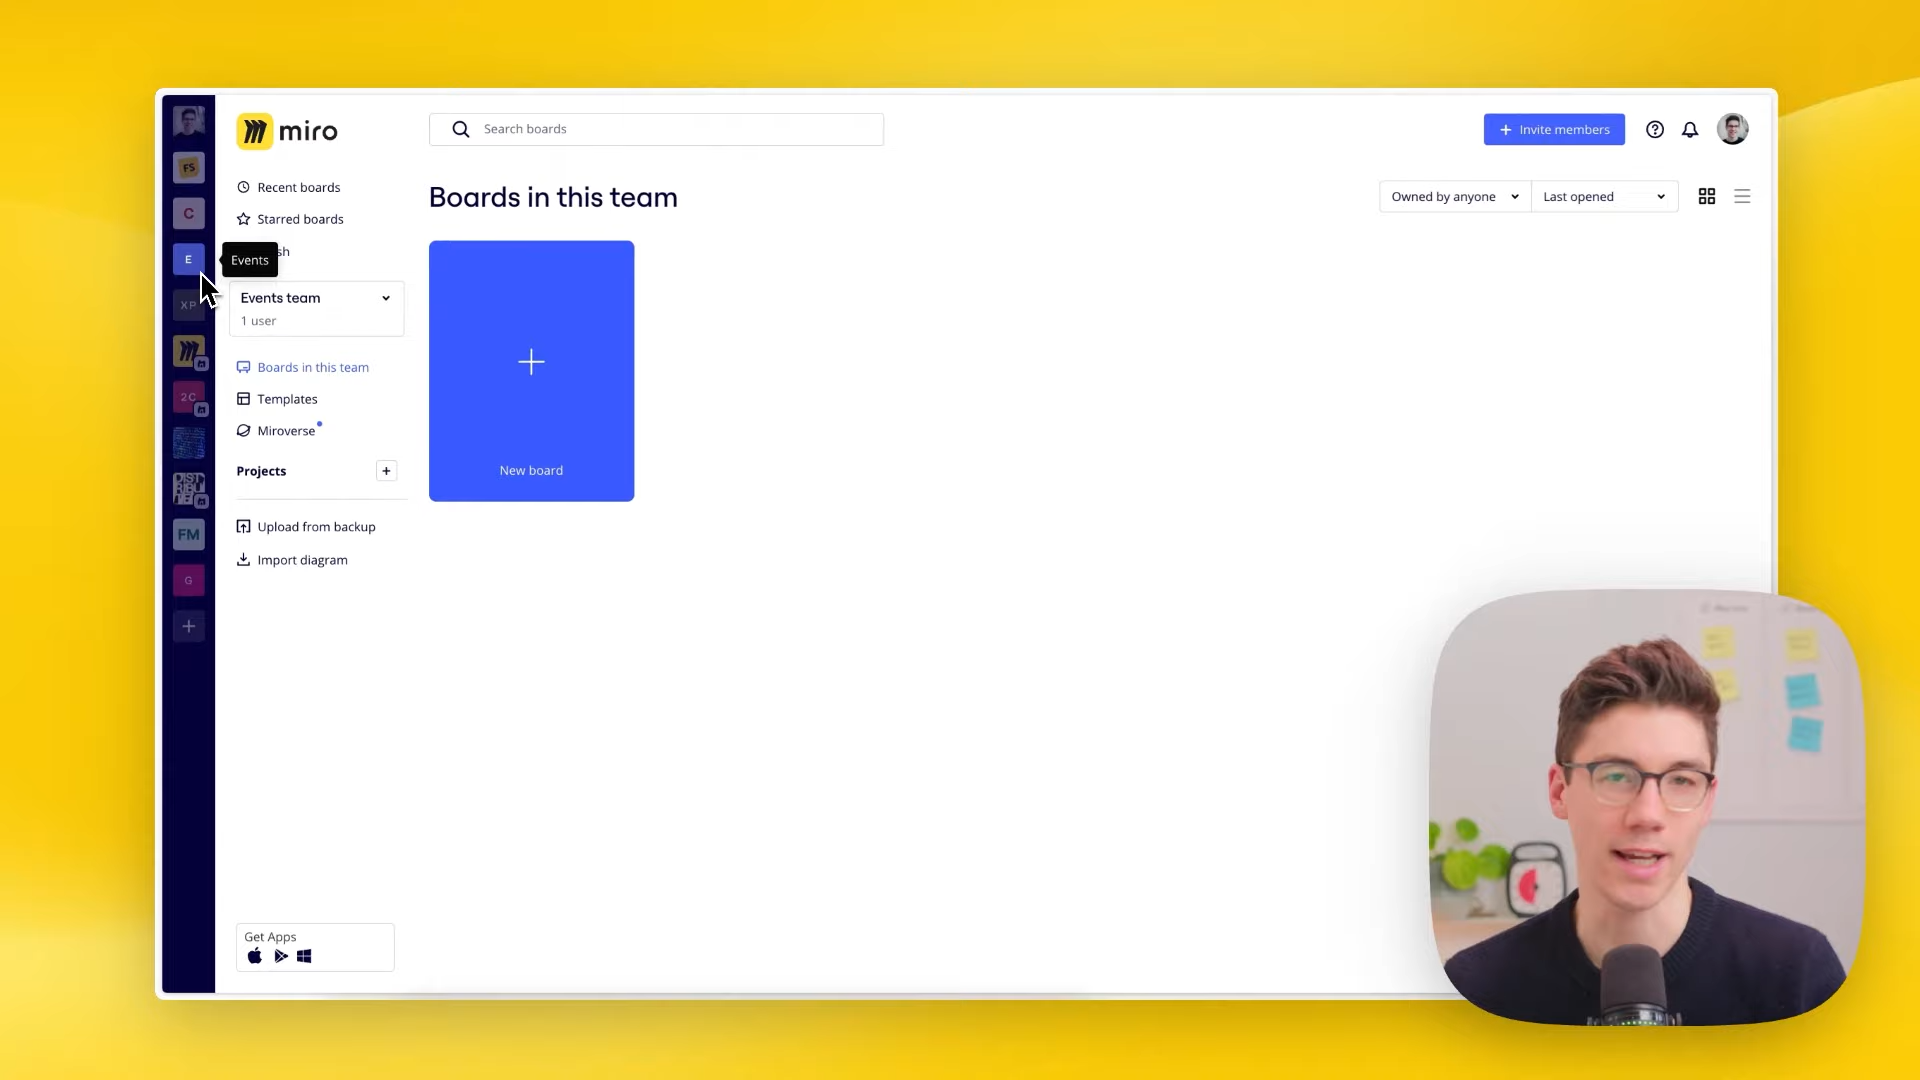 FS
C
E
XP
2C
DIST
RIBU
FM
G
miro
Search boards
Invite members
Recent boards
Starred boards
sh
Events
Events team
1 user
Boards in this team
Templates
Miroverse
Projects
Upload from backup
Import diagram
Get Apps
Boards in this team
Owned by anyone
Last opened
New board